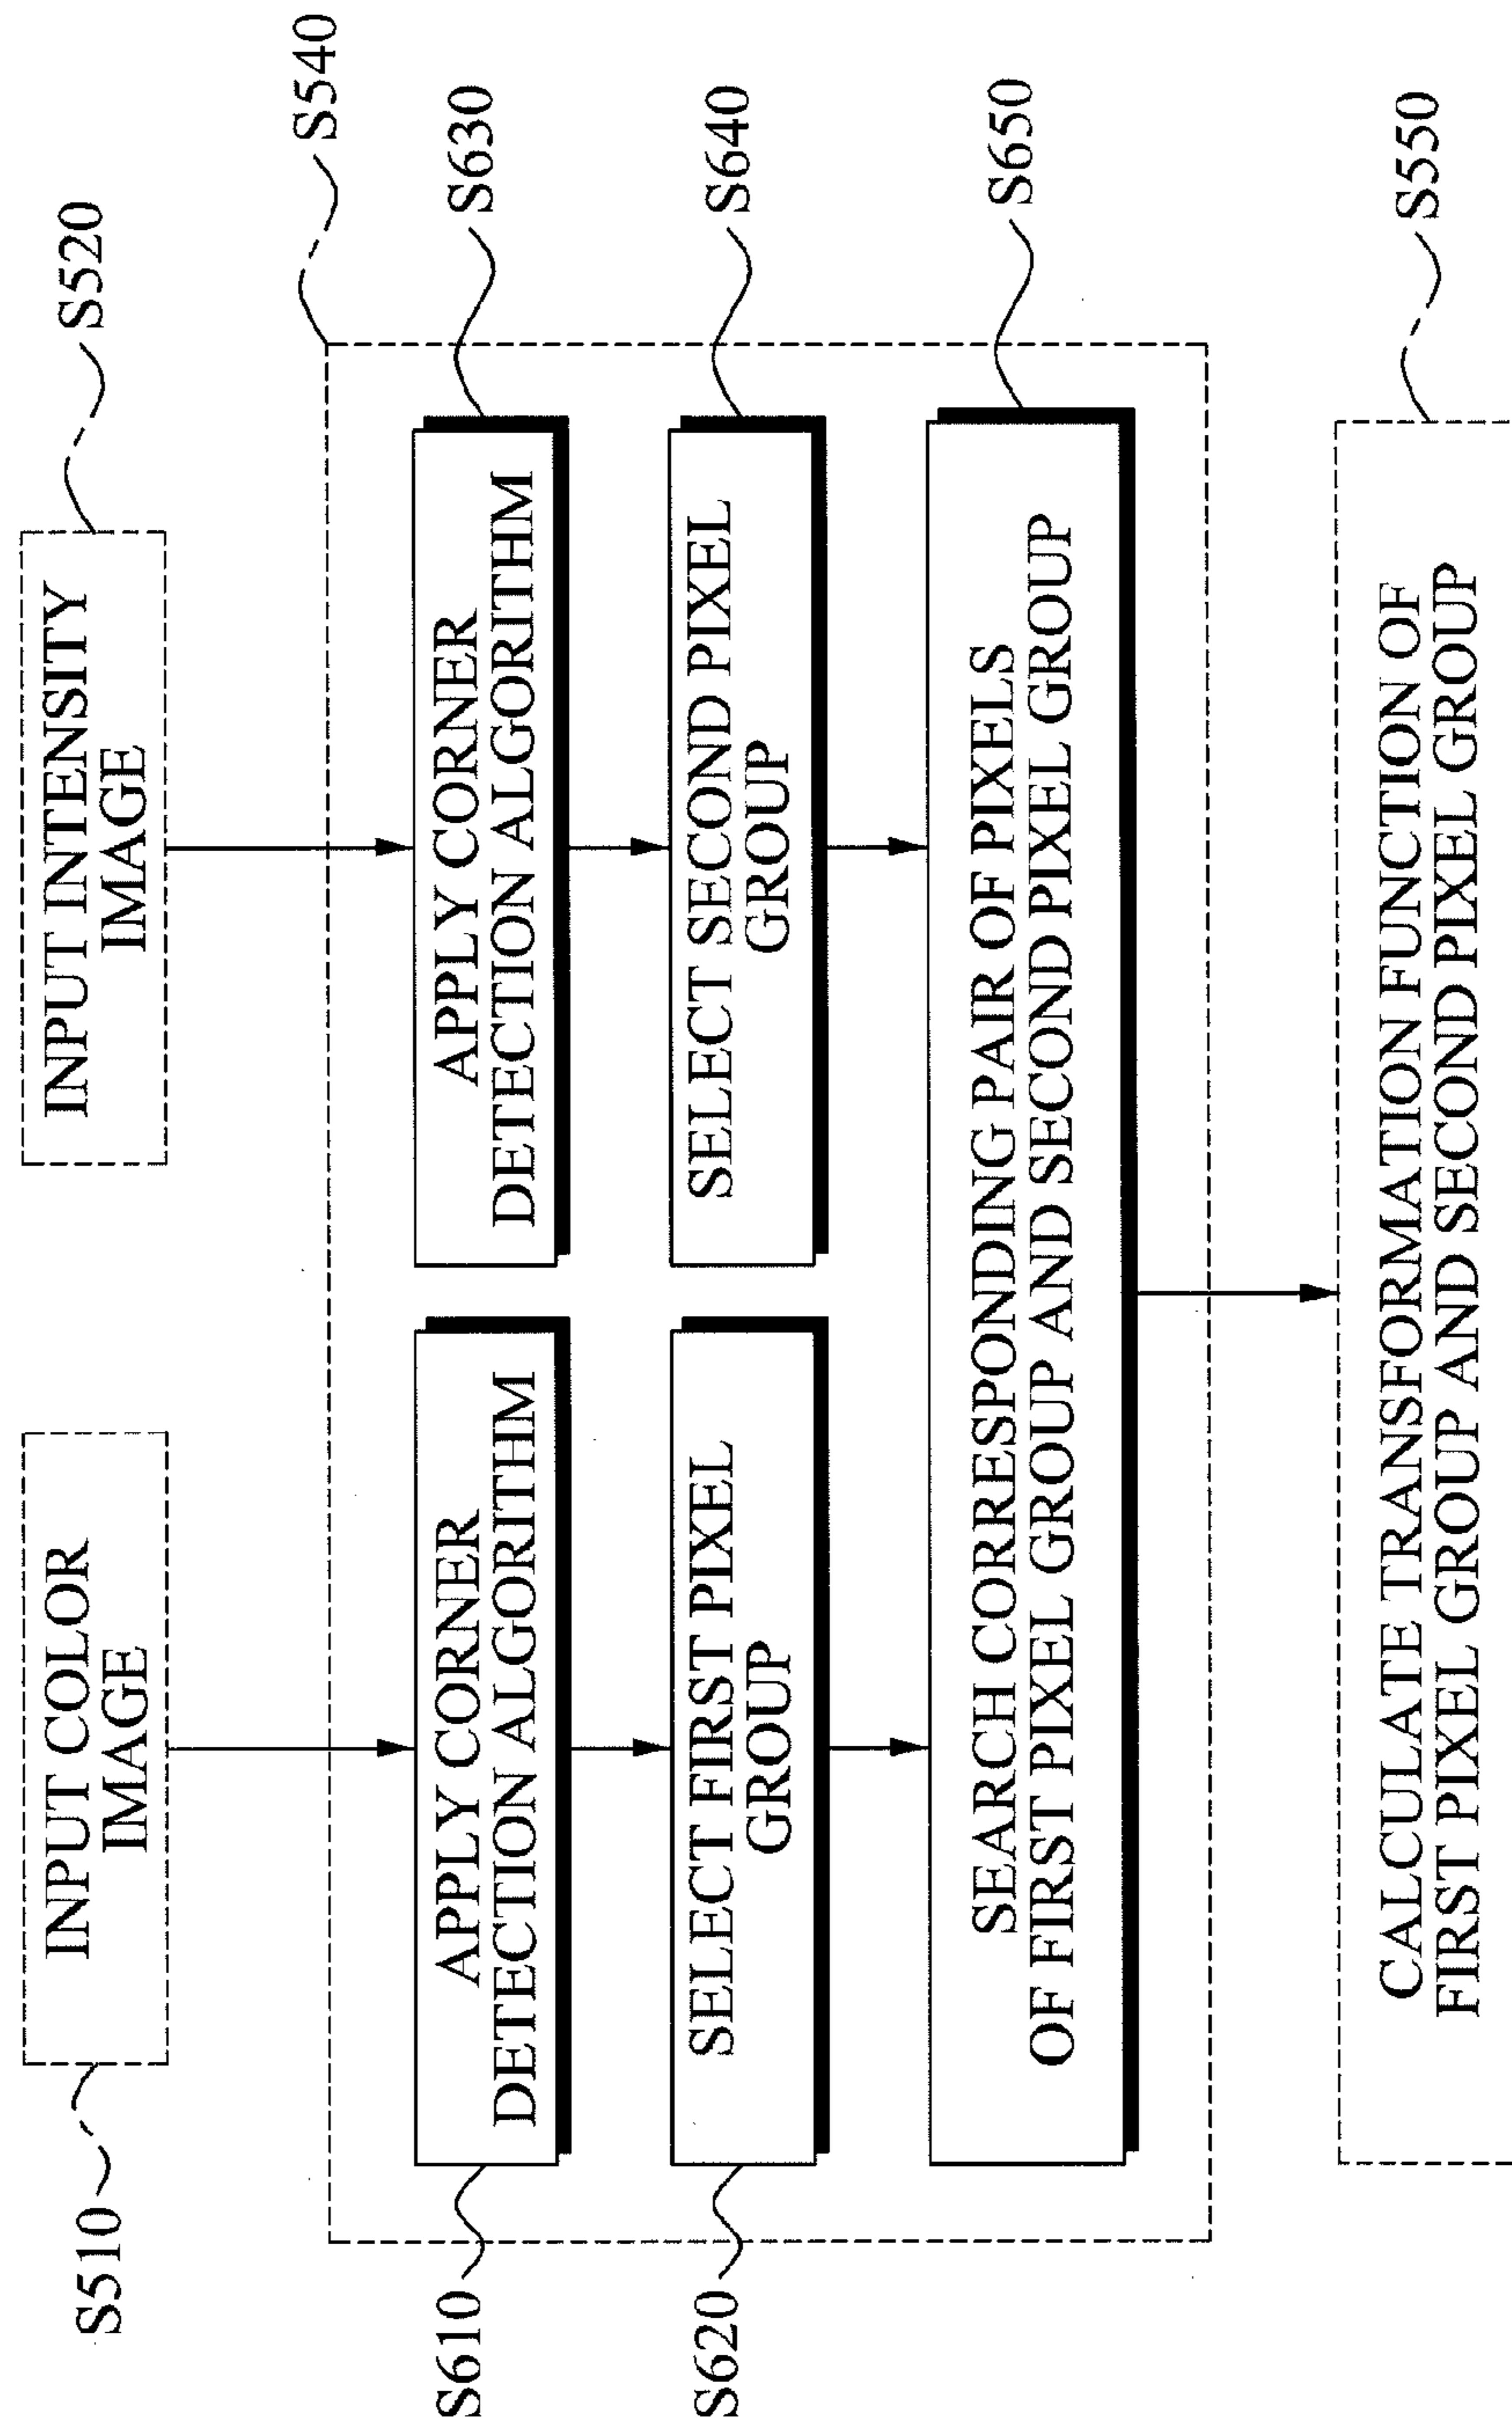 S510
INPUT COLOR
IMAGE
INPUT INTENSITY
IMAGE
S520
S540
S610
APPLY CORNER
DETECTION ALGORITHM
APPLY CORNER
DETECTION ALGORITHM
S630
S620
SELECT FIRST PIXEL
GROUP
SELECT SECOND PIXEL
GROUP
S640
SEARCH CORRESPONDING PAIR OF PIXELS
OF FIRST PIXEL GROUP AND SECOND PIXEL GROUP
S650
CALCULATE TRANSFORMATION FUNCTION OF
FIRST PIXEL GROUP AND SECOND PIXEL GROUP
S550